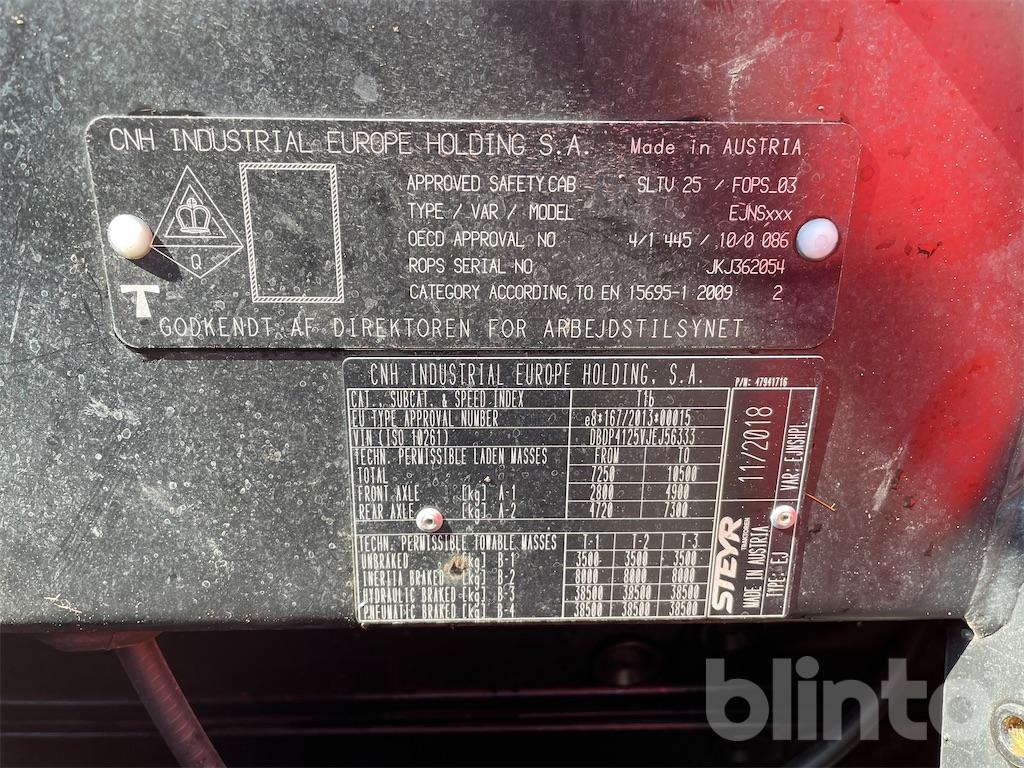 CNH INDUSTRIAL EUROPE HOLDING S.A. Made in AUSTRIA
APPROVED SAFETY CAB SLTV 25 / FOPS_03
TYPE / VAR / MODEL EJNSxxx
OECD APPROVAL NO 4/1 445 / 10/0 086
ROPS SERIAL NO JKJ362054
CATEGORY ACCORDING TO EN 15695-1 2009 2
Q
GODKENDT AF DIREKTOREN FOR ARBEJDSTILSYNET
CNH INDUSTRIAL EUROPE HOLDING, S.A. P/N: 47941716
CAT., SUBCAT. & SPEED INDEX T1b
EU TYPE APPROVAL NUMBER e8*167/2013*00015
VIN (ISO 10261) DBDP4125VJEJ56333
TECHN. PERMISSIBLE LADEN MASSES FROM TO
TOTAL 7250 10500
FRONT AXLE [kg] A-1 2800 4900
REAR AXLE [kg] A-2 4720 7300
TECHN. PERMISSIBLE TOWABLE MASSES T-1 T-2 T-3
UNBRAKED [kg] B-1 3500 3500 3500
INERTIA BRAKED [kg] B-2 8000 8000 8000
HYDRAULIC BRAKED [kg] B-3 38500 38500 38500
PNEUMATIC BRAKED [kg] B-4 38500 38500 38500
STEYR
TRAKTOREN
11/2018
MADE IN AUSTRIA
TYPE: EJ
VAR: EJNSHPL
blinto